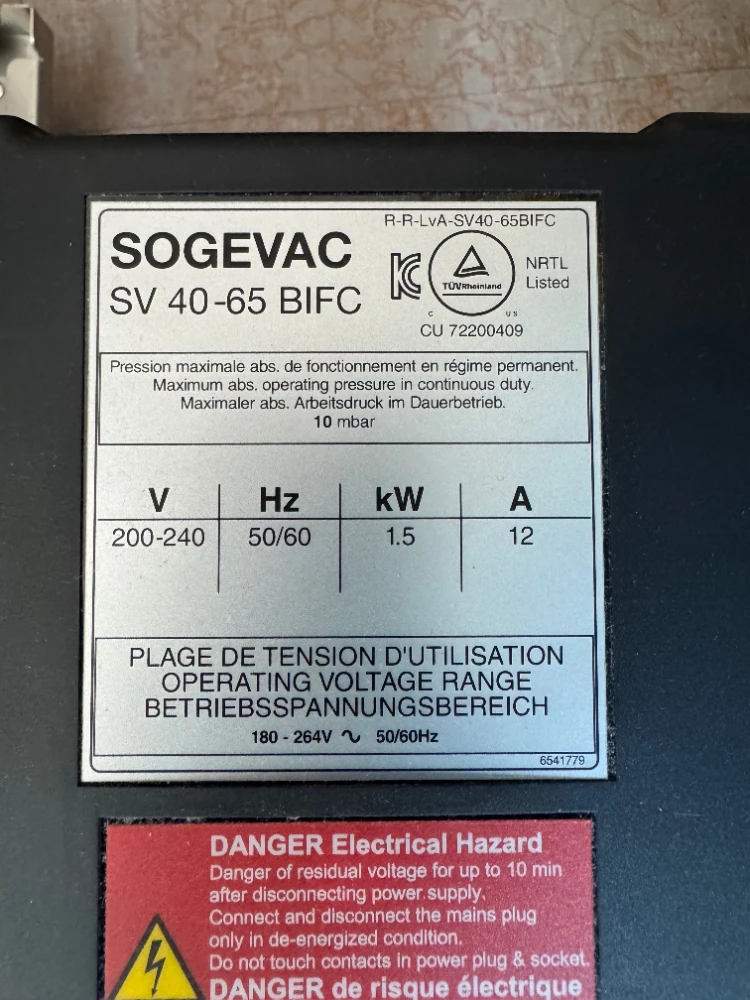 R-R-LvA-SV40-65BIFC
SOGEVAC
SV 40-65 BIFC
TÜVRheinland
C US
NRTL
Listed
CU 72200409
Pression maximale abs. de fonctionnement en régime permanent.
Maximum abs. operating pressure in continuous duty.
Maximaler abs. Arbeitsdruck im Dauerbetrieb.
10 mbar
V Hz kW A
200-240 50/60 1.5 12
PLAGE DE TENSION D'UTILISATION
OPERATING VOLTAGE RANGE
BETRIEBSSPANNUNGSBEREICH
180 - 264V ∿ 50/60Hz
6541779
DANGER Electrical Hazard
Danger of residual voltage for up to 10 min
after disconnecting power supply.
Connect and disconnect the mains plug
only in de-energized condition.
Do not touch contacts in power plug & socket.
DANGER de risque électrique